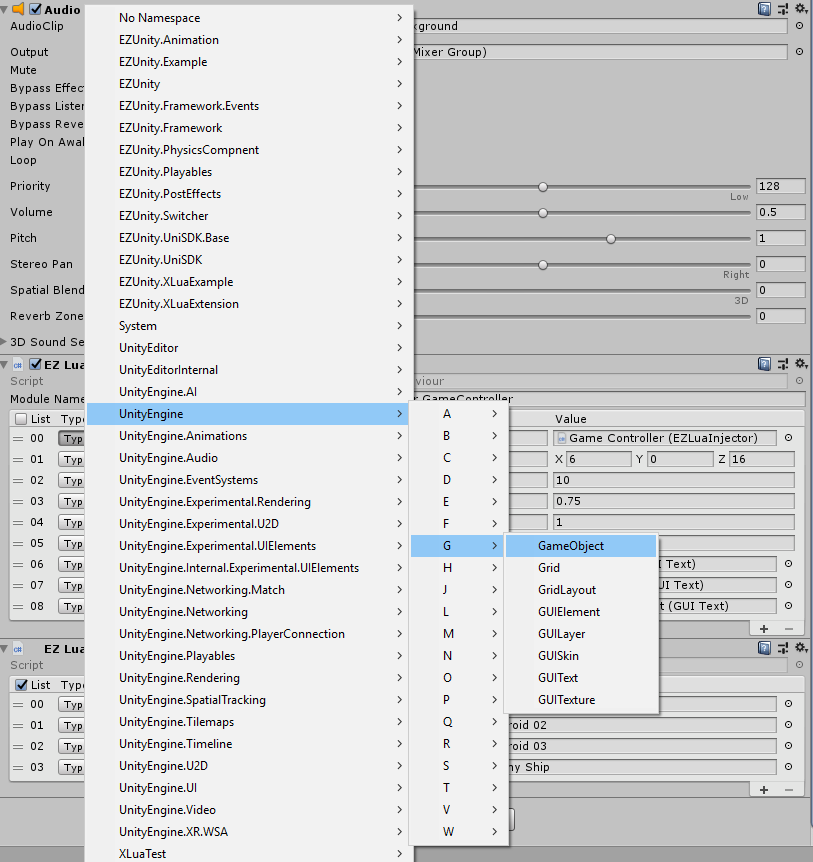 Audio
AudioClip
kground
Output
Mixer Group)
Mute
Bypass Effec
Bypass Listen
Bypass Reve
Play On Awal
Loop
Priority
128
Low
Volume
0.5
Pitch
1
Stereo Pan
0
Right
Spatial Blend
0
3D
Reverb Zone
0
3D Sound Se
EZ Lua
Script
viour
Module Name
GameController
List Type
Value
00 Typ
Game Controller (EZLuaInjector)
01 Typ
X 6 Y 0 Z 16
02 Typ
10
03 Typ
0.75
04 Typ
1
05 Typ
06 Typ
I Text)
07 Typ
UI Text)
08 Typ
t (GUI Text)
EZ Lua
Script
List Type
00 Typ
01 Typ
roid 02
02 Typ
roid 03
03 Typ
ny Ship
No Namespace
EZUnity.Animation
EZUnity.Example
EZUnity
EZUnity.Framework.Events
EZUnity.Framework
EZUnity.PhysicsCompnent
EZUnity.Playables
EZUnity.PostEffects
EZUnity.Switcher
EZUnity.UniSDK.Base
EZUnity.UniSDK
EZUnity.XLuaExample
EZUnity.XLuaExtension
System
UnityEditor
UnityEditorInternal
UnityEngine.AI
UnityEngine
UnityEngine.Animations
UnityEngine.Audio
UnityEngine.EventSystems
UnityEngine.Experimental.Rendering
UnityEngine.Experimental.U2D
UnityEngine.Experimental.UIElements
UnityEngine.Internal.Experimental.UIElements
UnityEngine.Networking.Match
UnityEngine.Networking
UnityEngine.Networking.PlayerConnection
UnityEngine.Playables
UnityEngine.Rendering
UnityEngine.SpatialTracking
UnityEngine.Tilemaps
UnityEngine.Timeline
UnityEngine.U2D
UnityEngine.UI
UnityEngine.Video
UnityEngine.XR.WSA
XLuaTest
A
B
C
D
E
F
G
H
J
L
M
N
O
P
Q
R
S
T
V
W
GameObject
Grid
GridLayout
GUIElement
GUILayer
GUISkin
GUIText
GUITexture